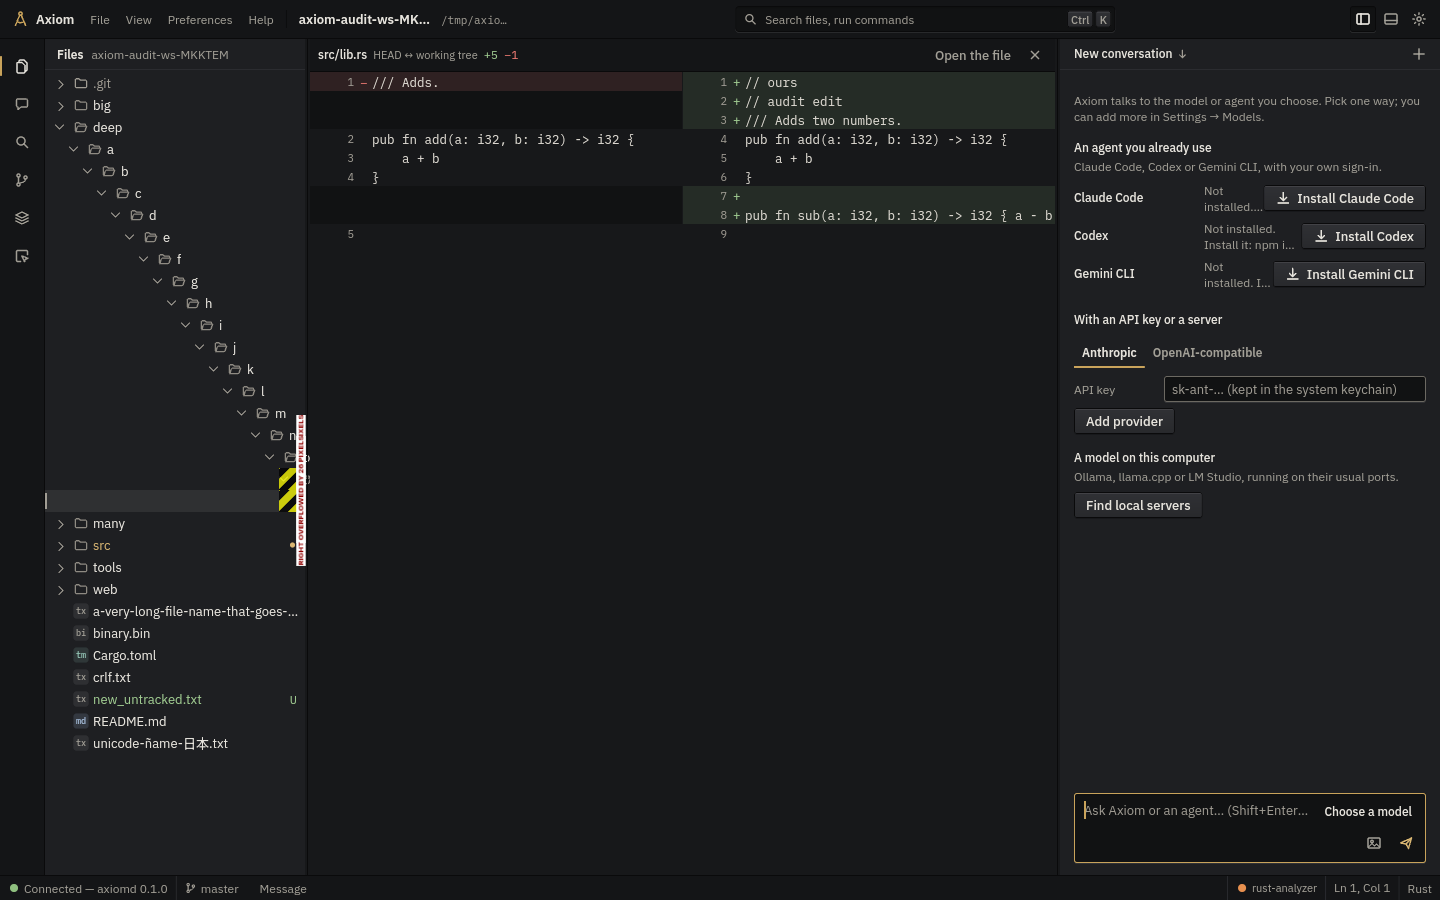 Axiom File View Preferences Help axiom-audit-ws-MK... /tmp/axio… Search files, run commands Ctrl K
Files axiom-audit-ws-MKKTEM
.git
big
deep
a
b
c
d
e
f
g
h
i
j
k
l
m
RIGHT OVERFLOWED BY 26 PIXELS
many
src
tools
web
tx a-very-long-file-name-that-goes-...
bi binary.bin
tm Cargo.toml
tx crlf.txt
tx new_untracked.txt U
md README.md
tx unicode-ñame-日本.txt
src/lib.rs HEAD ↔ working tree +5 −1 Open the file
1 − /// Adds.
2 pub fn add(a: i32, b: i32) -> i32 {
3 a + b
4 }
5
1 + // ours
2 + // audit edit
3 + /// Adds two numbers.
4 pub fn add(a: i32, b: i32) -> i32 {
5 a + b
6 }
7 +
8 + pub fn sub(a: i32, b: i32) -> i32 { a - b
9
New conversation ↓
Axiom talks to the model or agent you choose. Pick one way; you
can add more in Settings → Models.
An agent you already use
Claude Code, Codex or Gemini CLI, with your own sign-in.
Claude Code Not installed.... Install Claude Code
Codex Not installed. Install it: npm i... Install Codex
Gemini CLI Not installed. I... Install Gemini CLI
With an API key or a server
Anthropic OpenAI-compatible
API key sk-ant-... (kept in the system keychain)
Add provider
A model on this computer
Ollama, llama.cpp or LM Studio, running on their usual ports.
Find local servers
Ask Axiom or an agent... (Shift+Enter... Choose a model
Connected — axiomd 0.1.0 master Message rust-analyzer Ln 1, Col 1 Rust